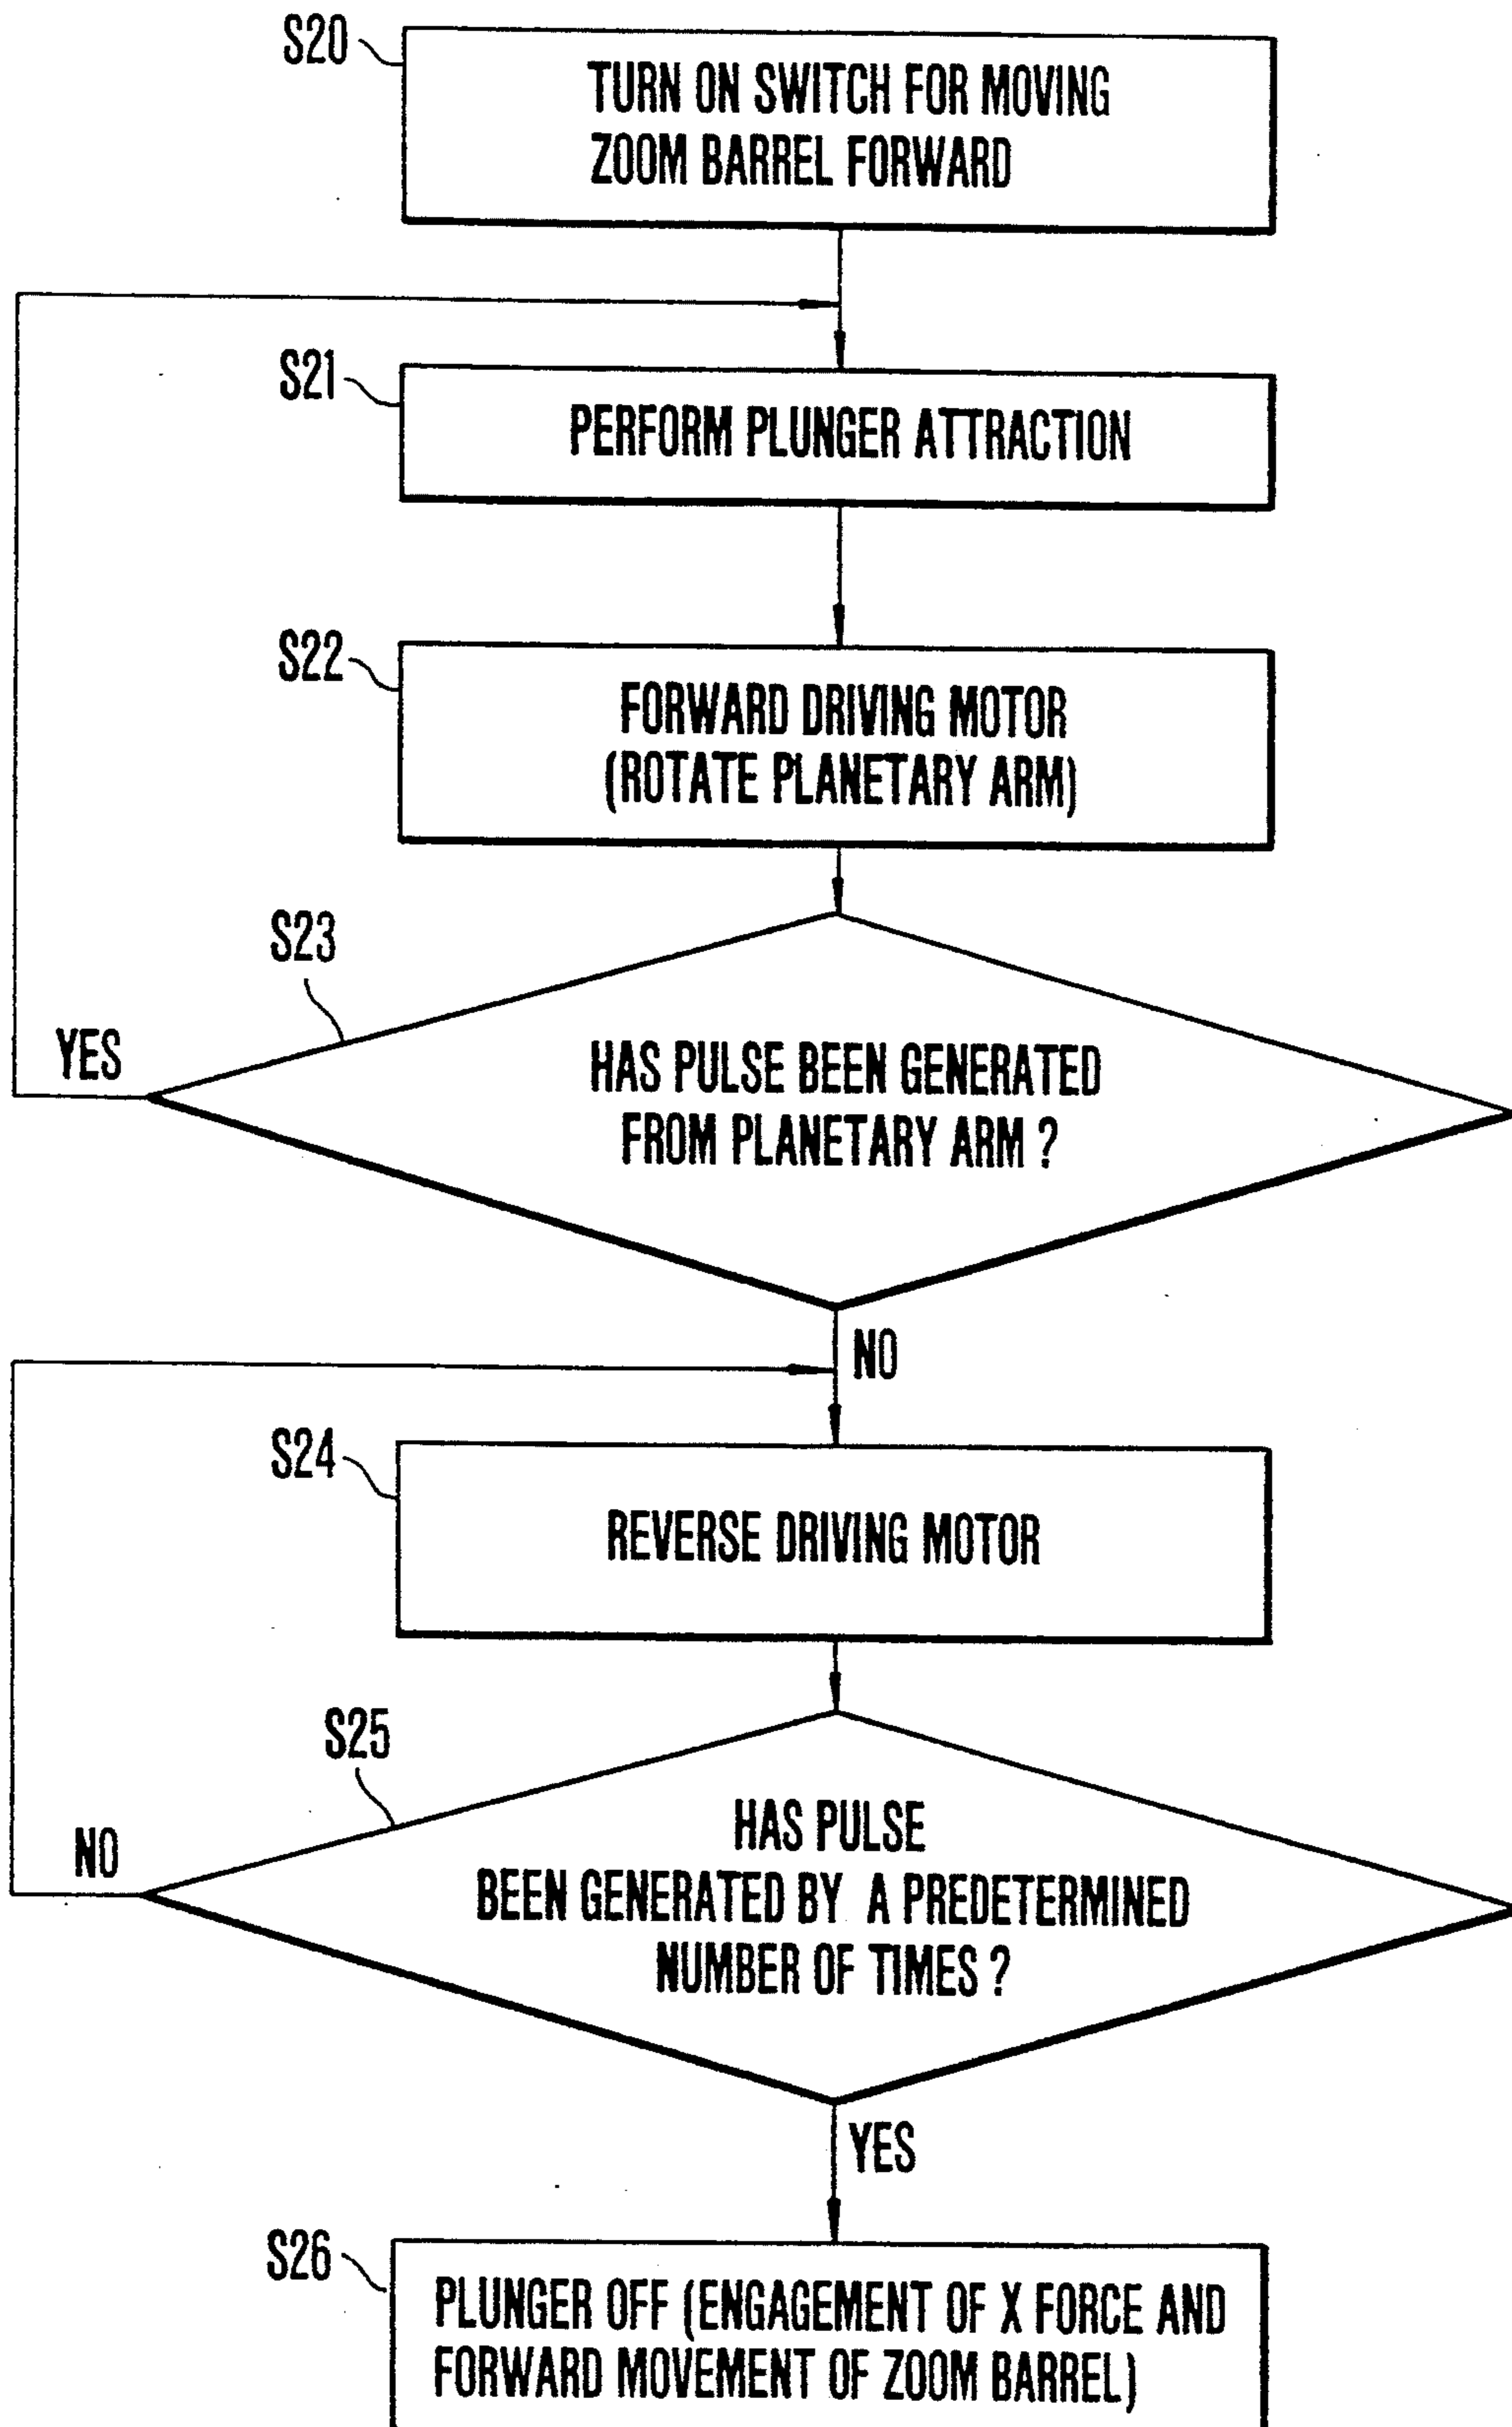 S20
TURN ON SWITCH FOR MOVING
ZOOM BARREL FORWARD
S21
PERFORM PLUNGER ATTRACTION
S22
FORWARD DRIVING MOTOR
(ROTATE PLANETARY ARM)
S23
YES
HAS PULSE BEEN GENERATED
FROM PLANETARY ARM ?
NO
S24
REVERSE DRIVING MOTOR
S25
NO
HAS PULSE
BEEN GENERATED BY A PREDETERMINED
NUMBER OF TIMES ?
YES
S26
PLUNGER OFF (ENGAGEMENT OF X FORCE AND
FORWARD MOVEMENT OF ZOOM BARREL)